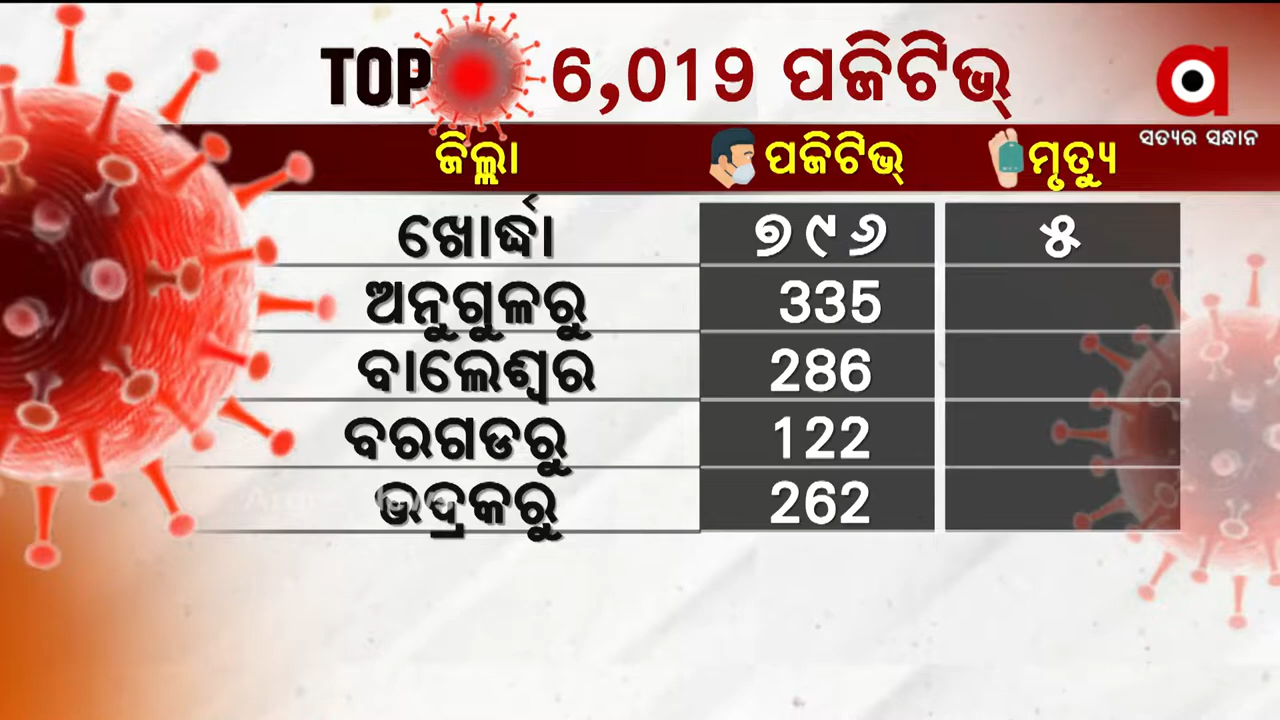 TOP 6,019 ପଜିଟିଭ୍
ସତ୍ୟର ସନ୍ଧାନ
ଜିଲ୍ଲା ପଜିଟିଭ୍ ମୃତ୍ୟୁ
ଖୋର୍ଦ୍ଧା ୭୯୬ ୫
ଅନୁଗୁଳରୁ 335
ବାଲେଶ୍ୱର 286
ବରଗଡରୁ 122
ଭଦ୍ରକରୁ 262